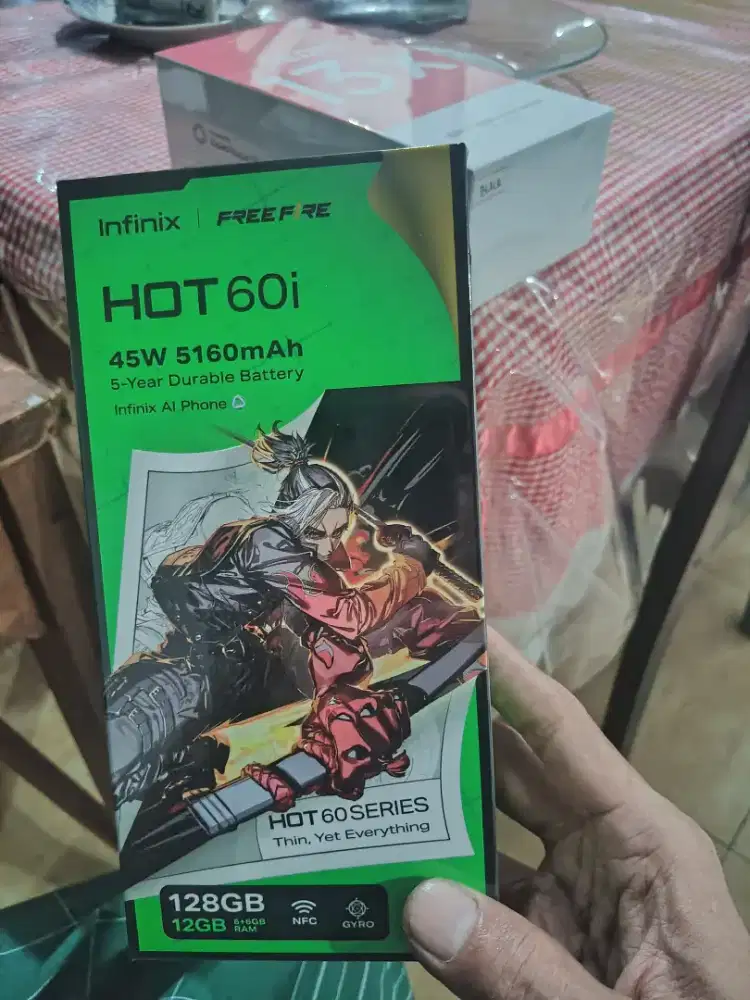 Infinix | FREE FIRE
HOT 60i
45W 5160mAh
5-Year Durable Battery
Infinix AI Phone
HOT 60 SERIES
Thin, Yet Everything
128GB
12GB 6+6GB RAM
NFC
GYRO
13
BLACK